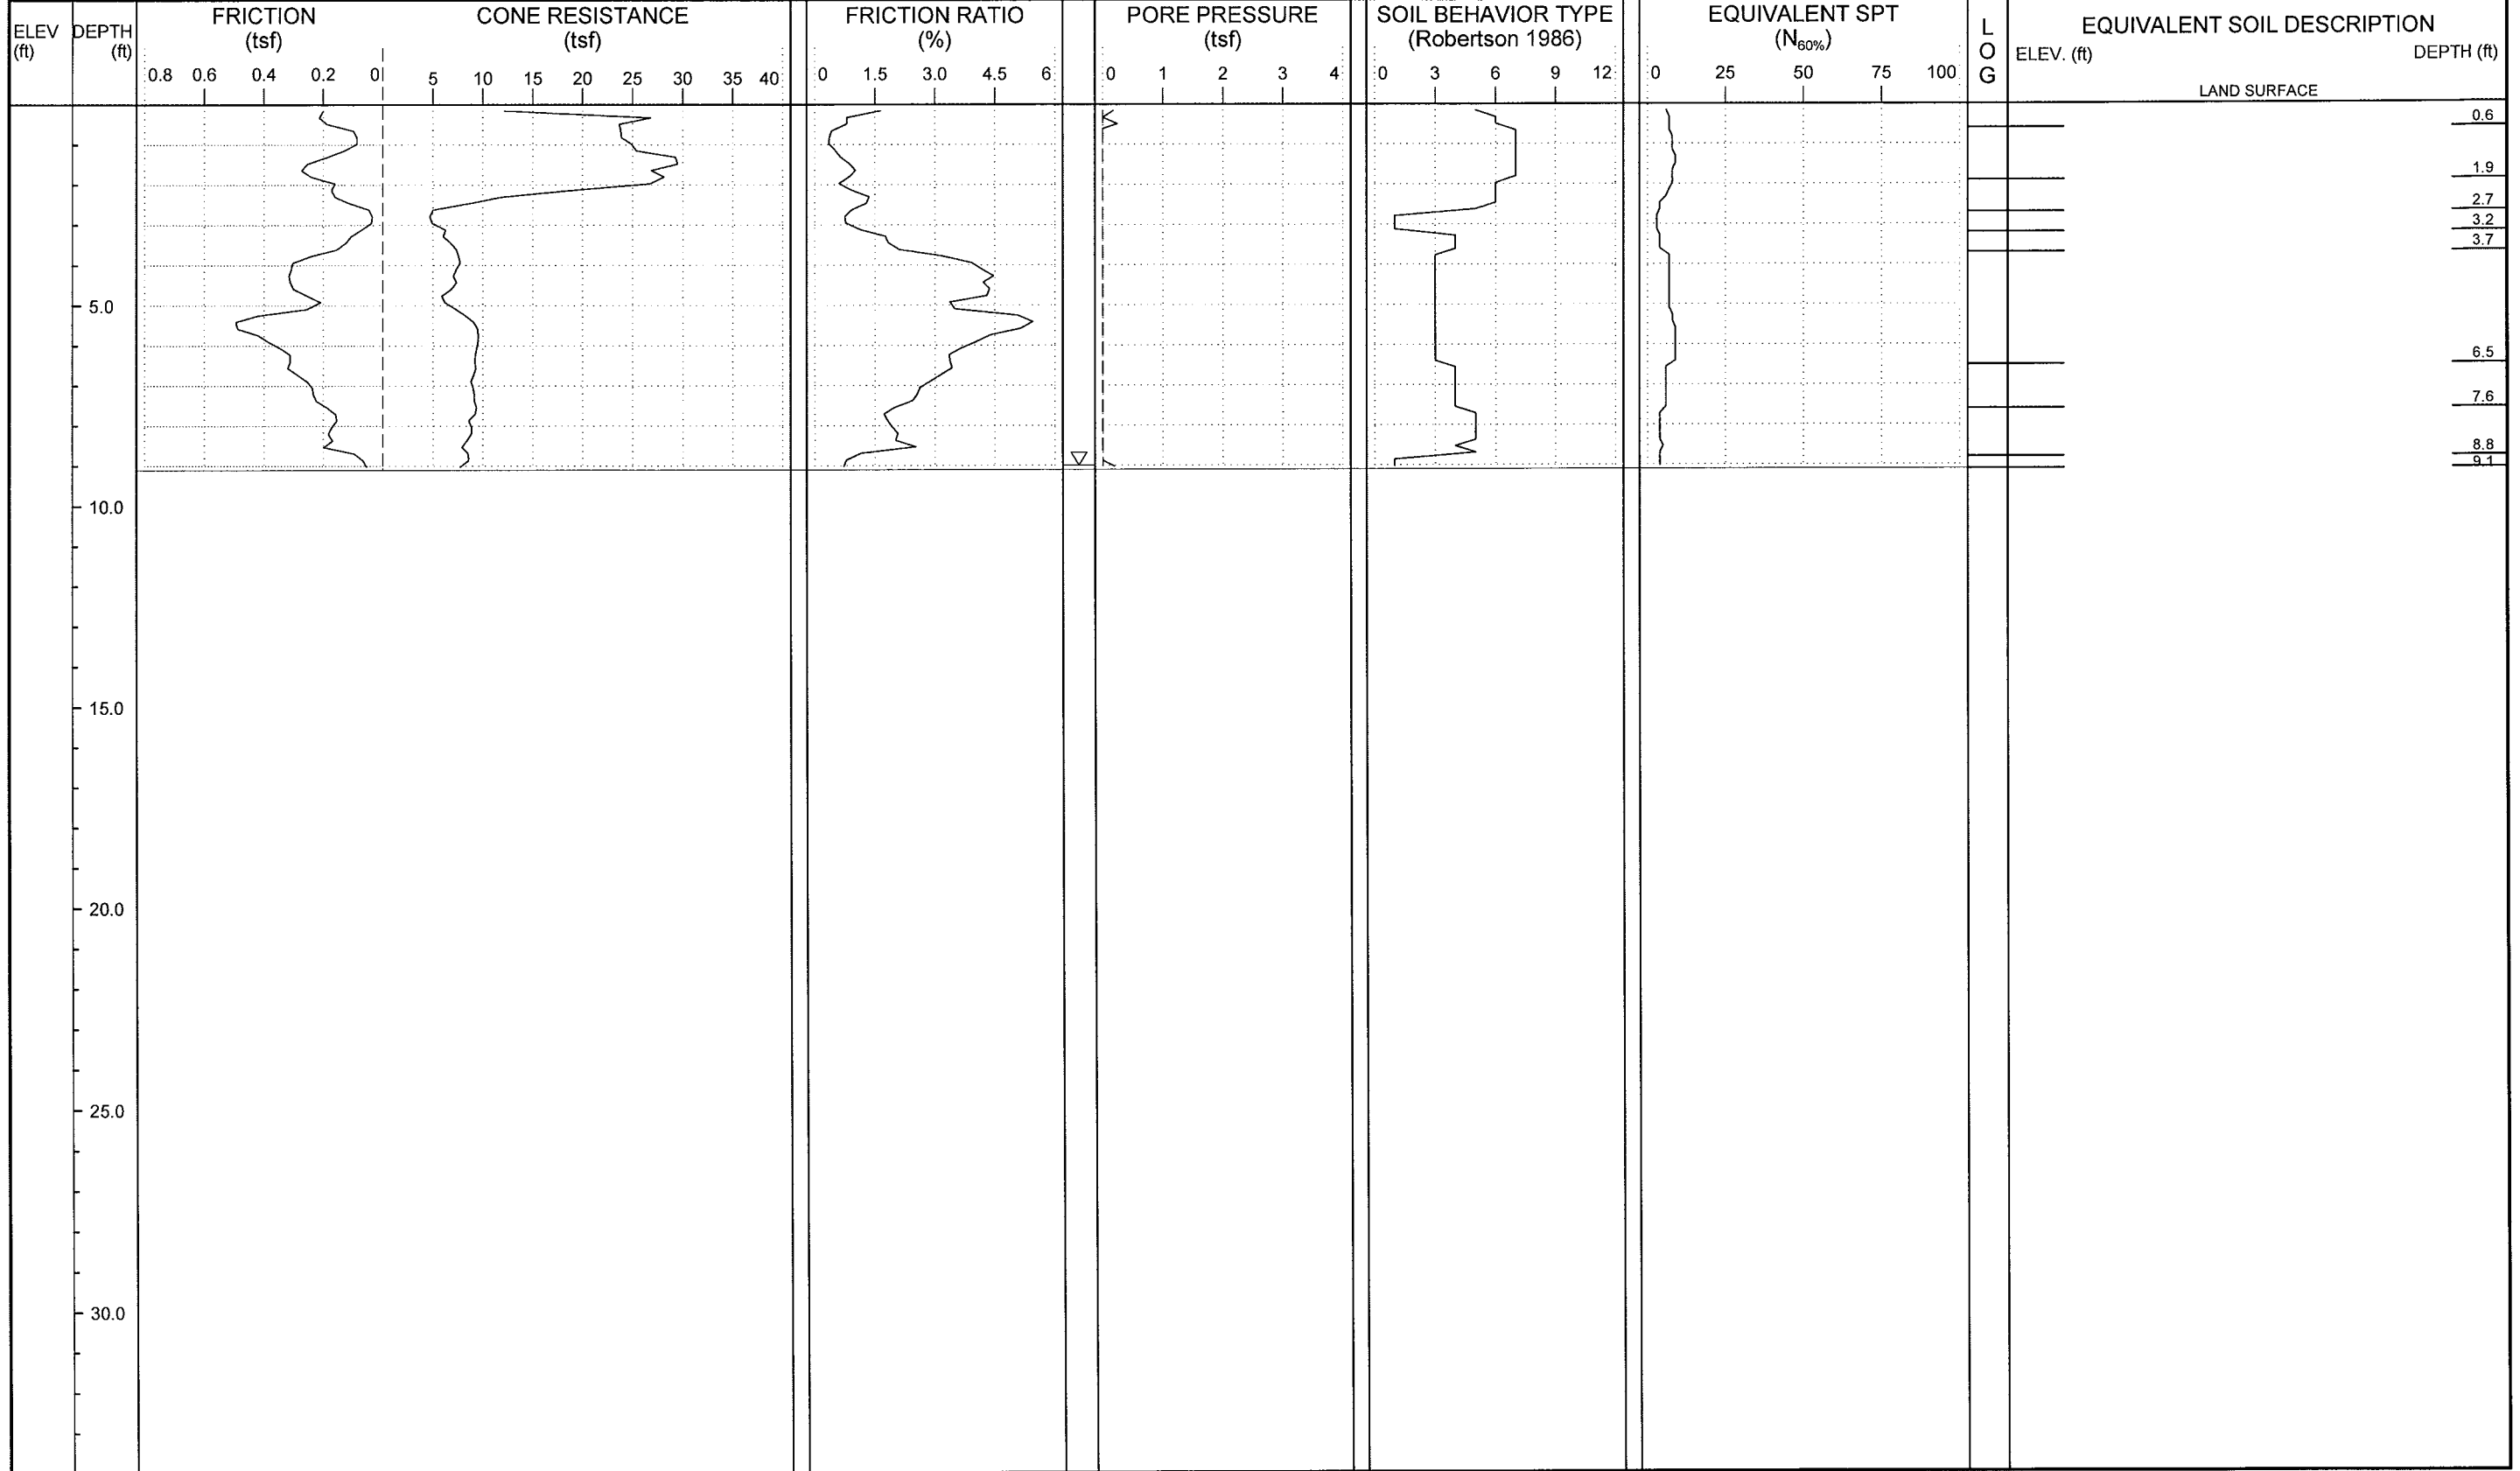 ELEV
(ft)
DEPTH
(ft)
FRICTION
(tsf)
0.8 0.6 0.4 0.2 0
CONE RESISTANCE
(tsf)
5 10 15 20 25 30 35 40
FRICTION RATIO
(%)
0 1.5 3.0 4.5 6
PORE PRESSURE
(tsf)
0 1 2 3 4
SOIL BEHAVIOR TYPE
(Robertson 1986)
0 3 6 9 12
EQUIVALENT SPT
(N60%)
0 25 50 75 100
L
O
G
EQUIVALENT SOIL DESCRIPTION
ELEV. (ft) DEPTH (ft)
LAND SURFACE
0.6
1.9
2.7
3.2
3.7
6.5
7.6
8.8
9.1
5.0
10.0
15.0
20.0
25.0
30.0